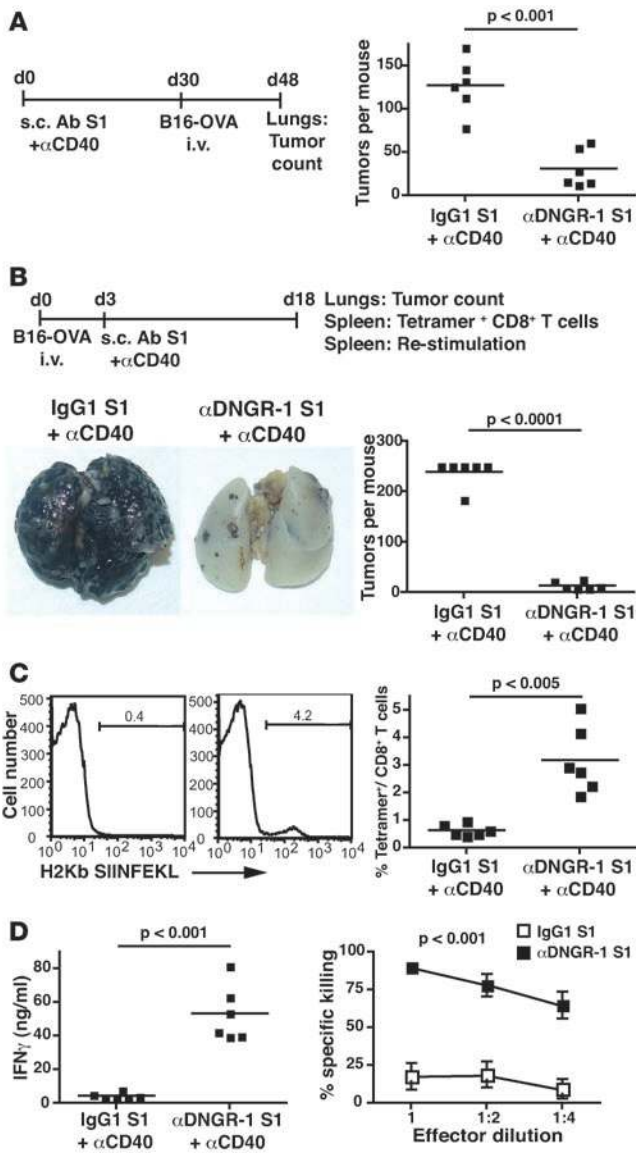 A
d0
d30
d48
s.c. Ab S1
+αCD40
B16-OVA
i.v.
Lungs:
Tumor
count
p < 0.001
Tumors per mouse
150
100
50
0
IgG1 S1
+ αCD40
αDNGR-1 S1
+ αCD40
B
d0
d3
d18
B16-OVA
i.v.
s.c. Ab S1
+αCD40
Lungs: Tumor count
Spleen: Tetramer + CD8+ T cells
Spleen: Re-stimulation
IgG1 S1
+ αCD40
αDNGR-1 S1
+ αCD40
p < 0.0001
Tumors per mouse
300
200
100
0
IgG1 S1
+ αCD40
αDNGR-1 S1
+ αCD40
C
Cell number
500
400
300
200
100
0
0.4
10⁰ 10¹ 10² 10³ 10⁴
500
400
300
200
100
0
4.2
10⁰ 10¹ 10² 10³ 10⁴
H2Kb SIINFEKL
p < 0.005
% Tetramer+/ CD8+ T cells
5
4
3
2
1
0
IgG1 S1
+ αCD40
αDNGR-1 S1
+ αCD40
D
p < 0.001
IFNγ (ng/ml)
80
60
40
20
0
IgG1 S1
+ αCD40
αDNGR-1 S1
+ αCD40
p < 0.001
IgG1 S1
αDNGR-1 S1
% specific killing
100
75
50
25
0
1 1:2 1:4
Effector dilution